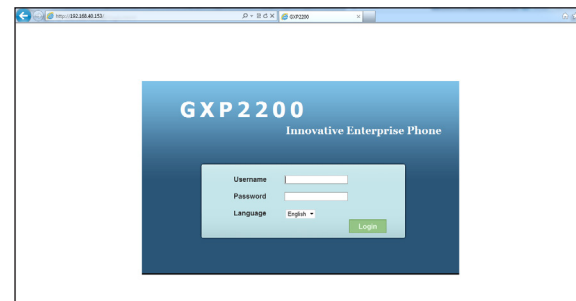 http://192.168.40.153/
GXP2200
GXP2200
Innovative Enterprise Phone
Username
Password
Language English
Login